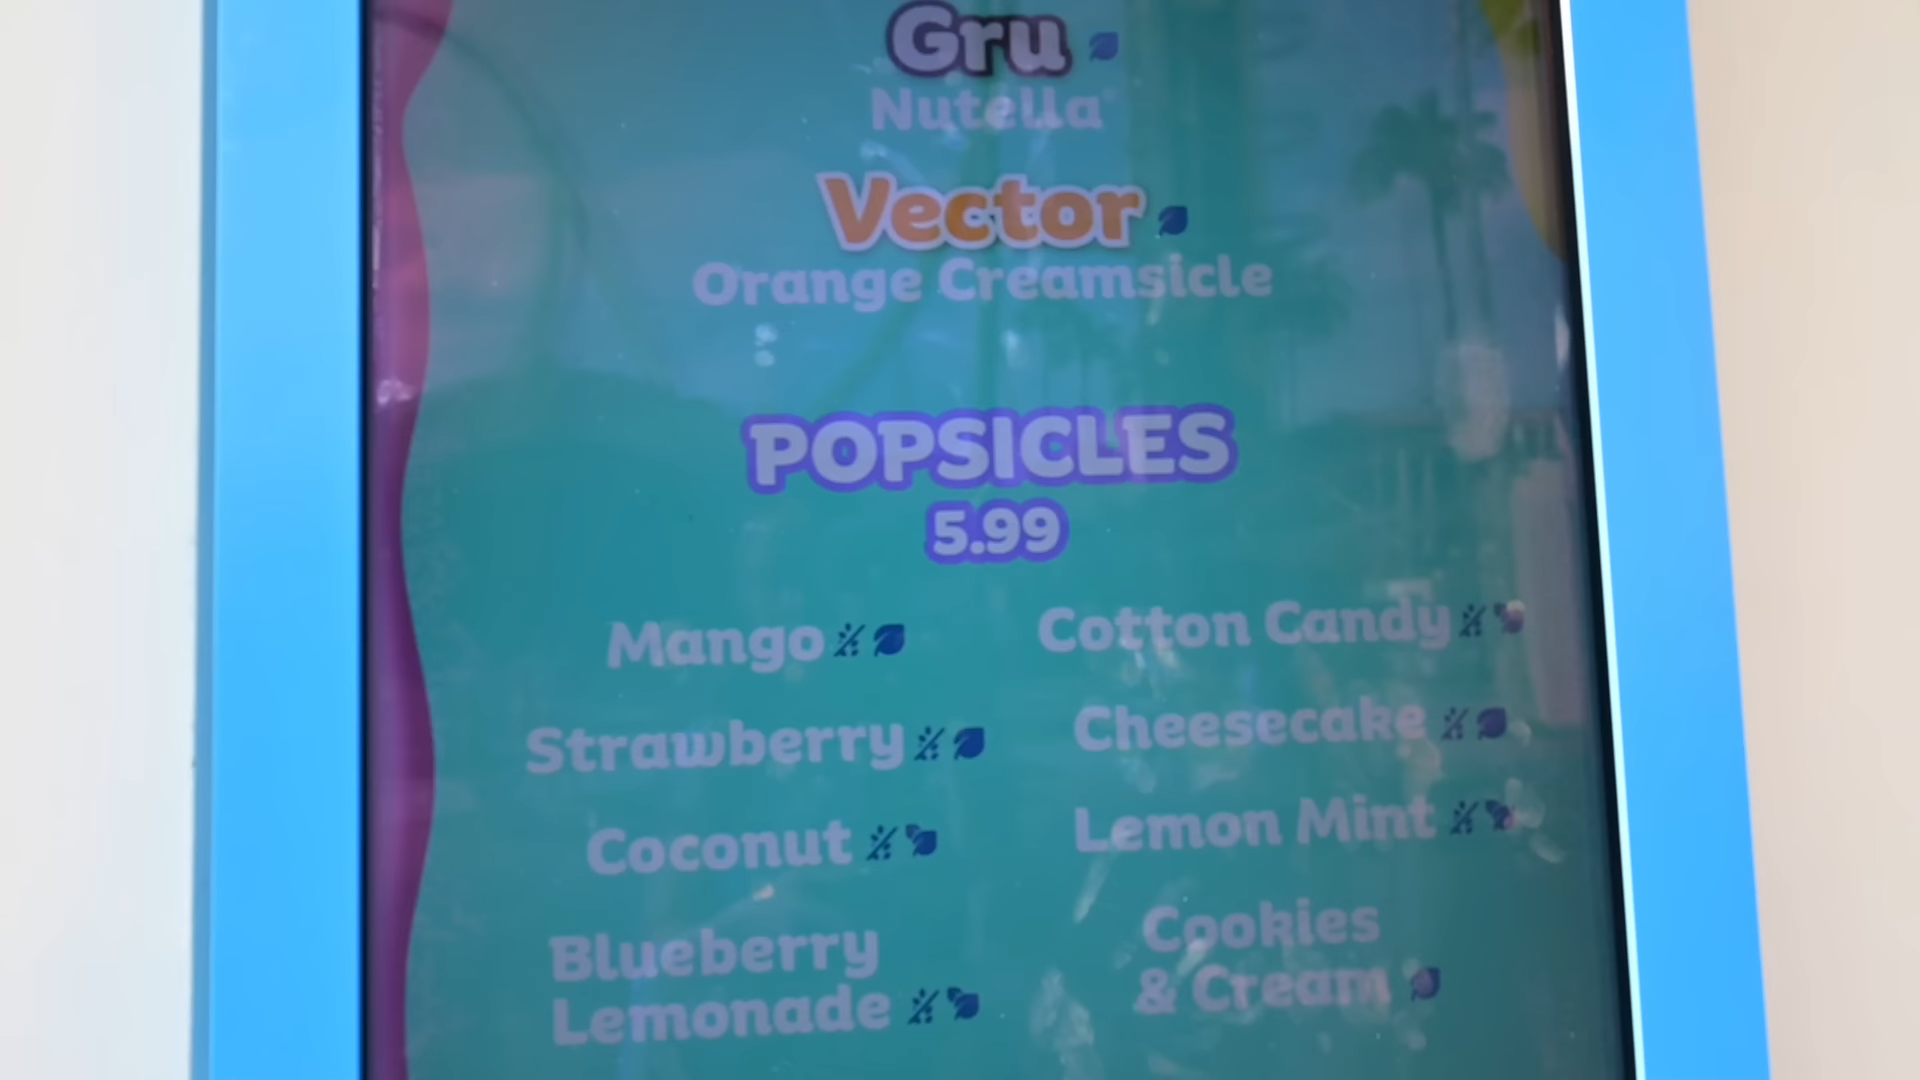 Gru
Nutella
Vector
Orange Creamsicle
POPSICLES
5.99
Mango
Cotton Candy
Strawberry
Cheesecake
Coconut
Lemon Mint
Blueberry
Lemonade
Cookies
& Cream